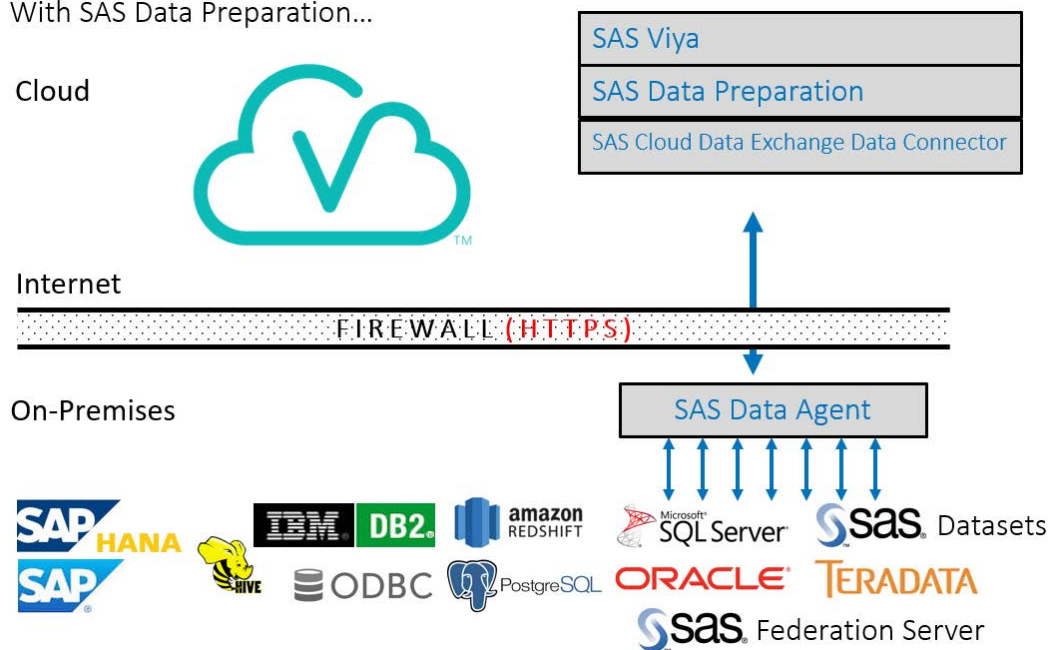 With SAS Data Preparation...
SAS Viya
Cloud
SAS Data Preparation
SAS Cloud Data Exchange Data Connector
TM
Internet
FIREWALL (HTTPS)
On-Premises
SAS Data Agent
SAP HANA
IBM. DB2.
amazon
REDSHIFT
Microsoft®
SQL Server®
sas. Datasets
SAP
HIVE
ODBC
PostgreSQL
ORACLE®
TERADATA
sas. Federation Server